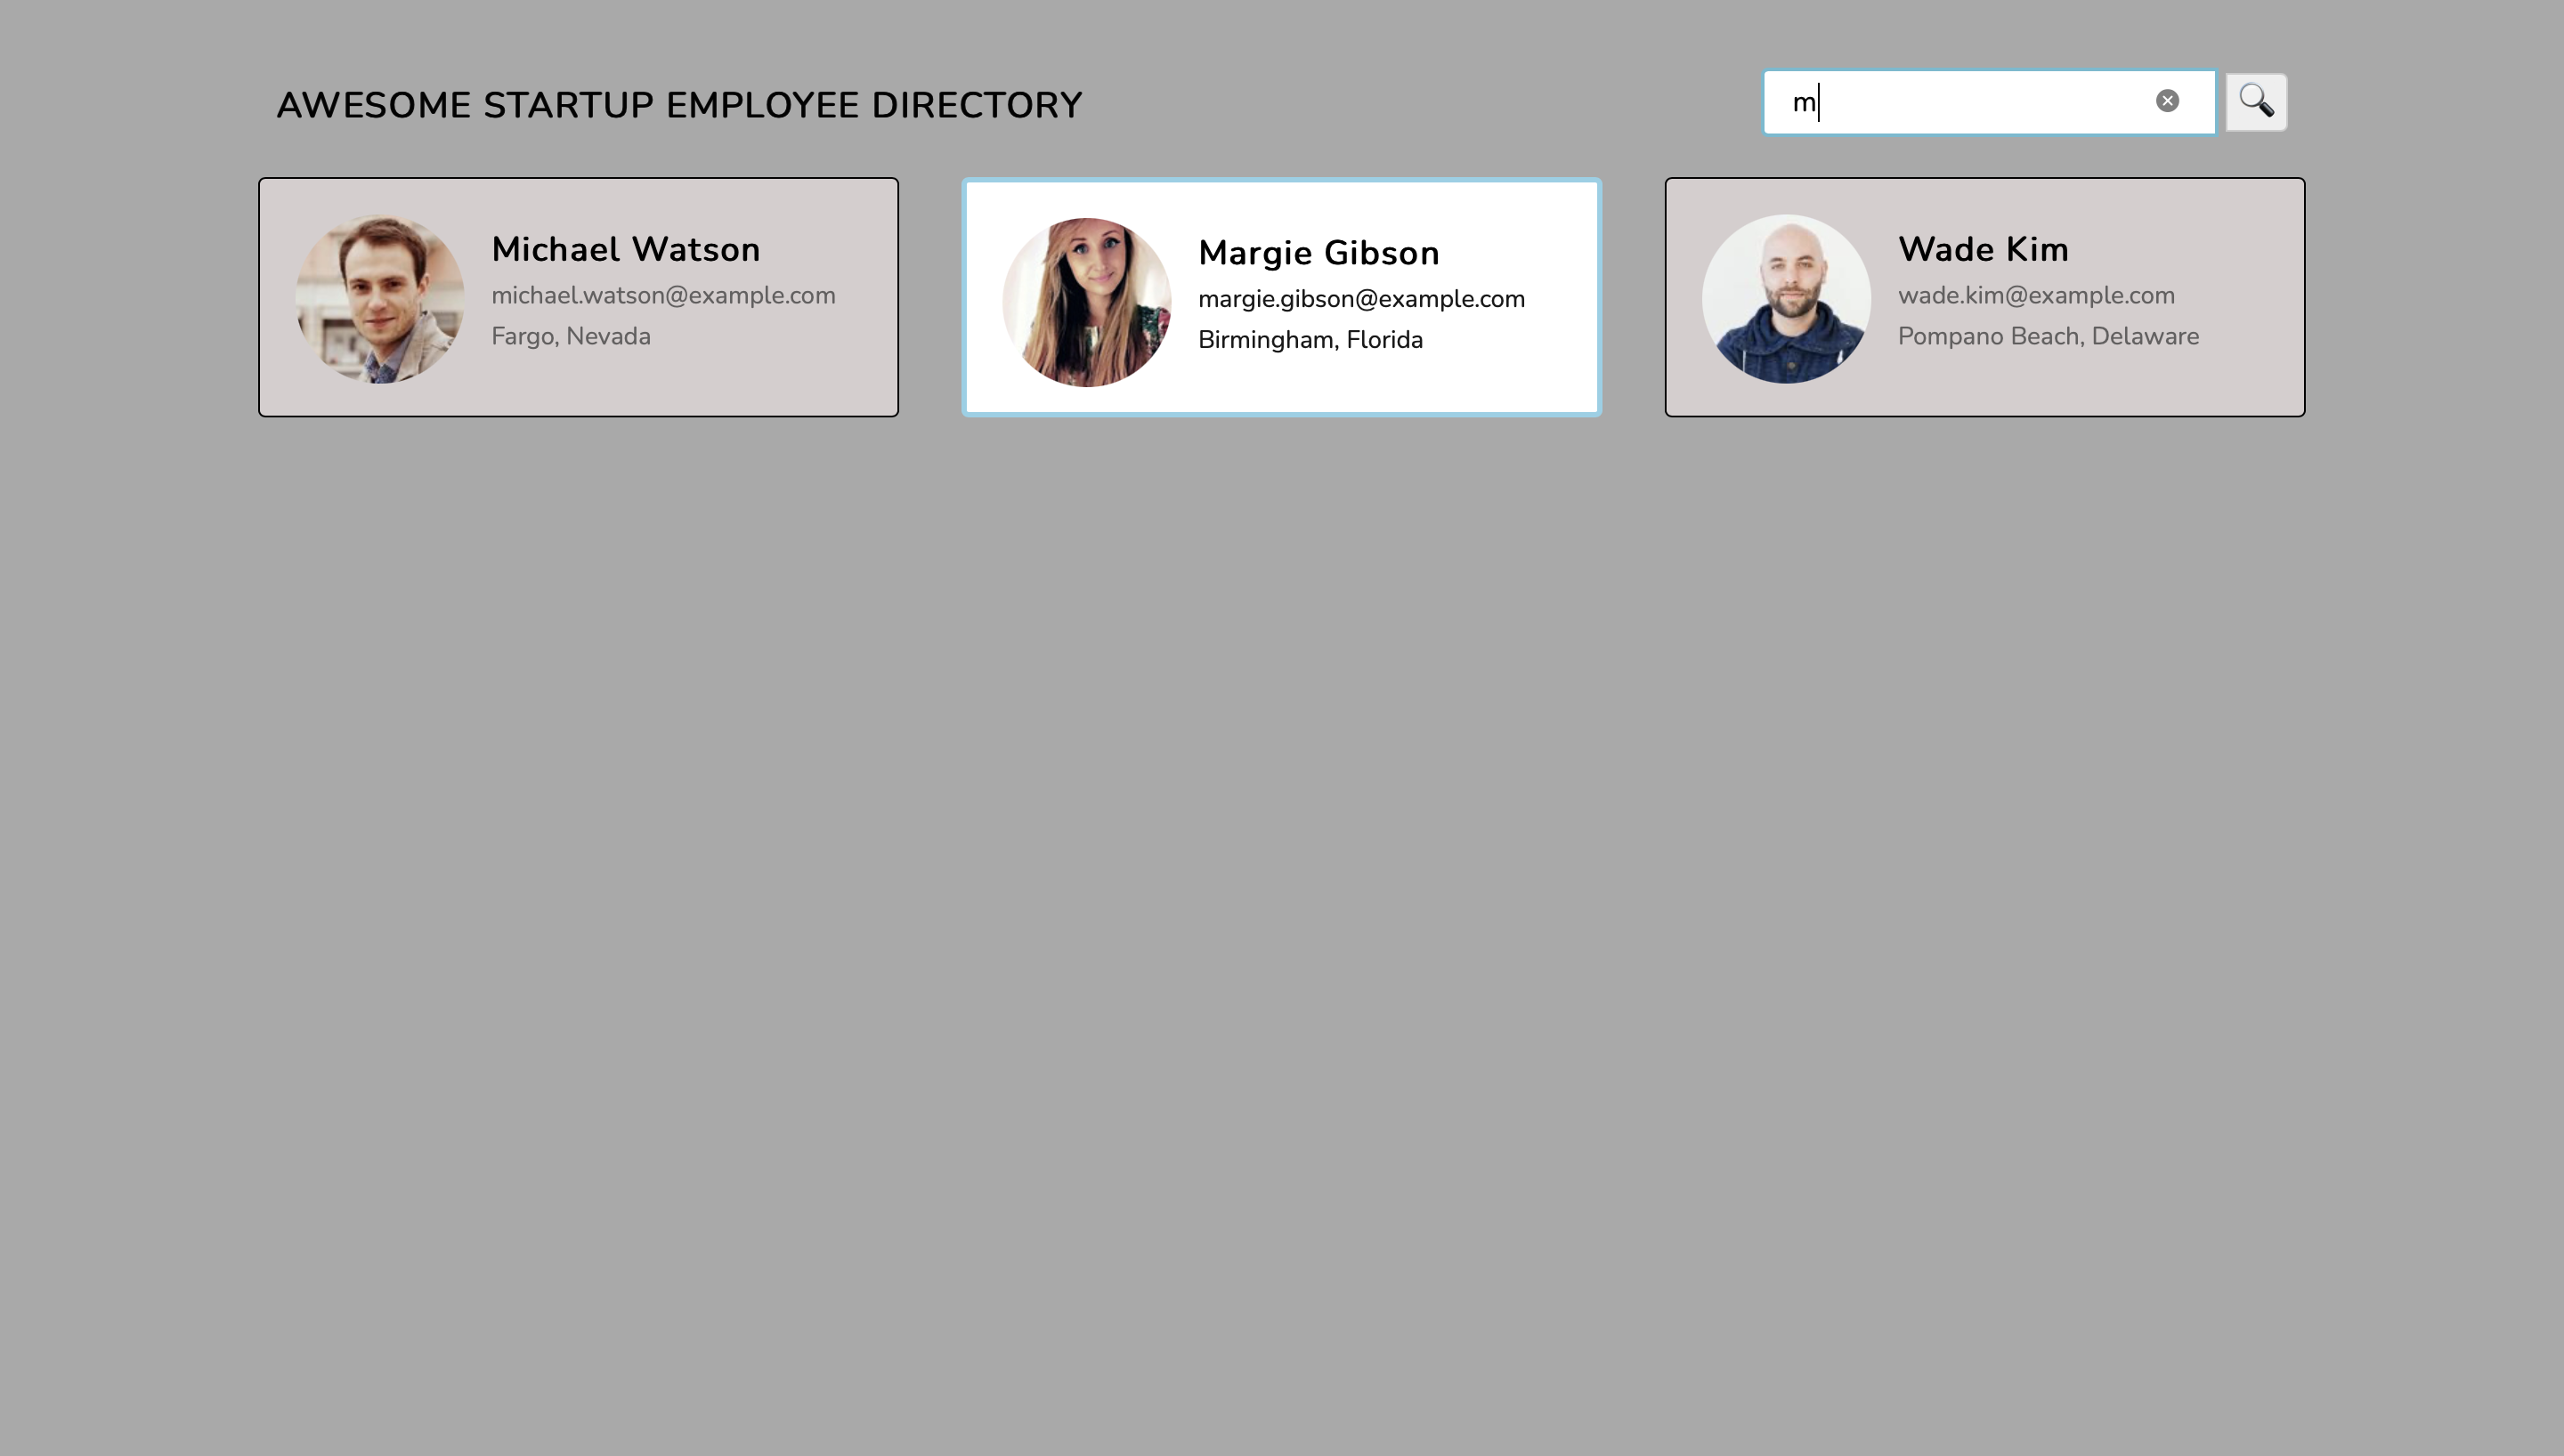 AWESOME STARTUP EMPLOYEE DIRECTORY
m
Michael Watson
michael.watson@example.com
Fargo, Nevada
Margie Gibson
margie.gibson@example.com
Birmingham, Florida
Wade Kim
wade.kim@example.com
Pompano Beach, Delaware